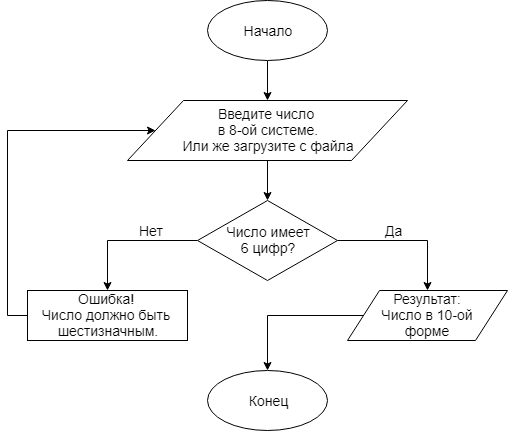 Начало
Введите число
в 8-ой системе.
Или же загрузите с файла
Число имеет
6 цифр?
Нет
Да
Ошибка!
Число должно быть
шестизначным.
Результат:
Число в 10-ой
форме
Конец